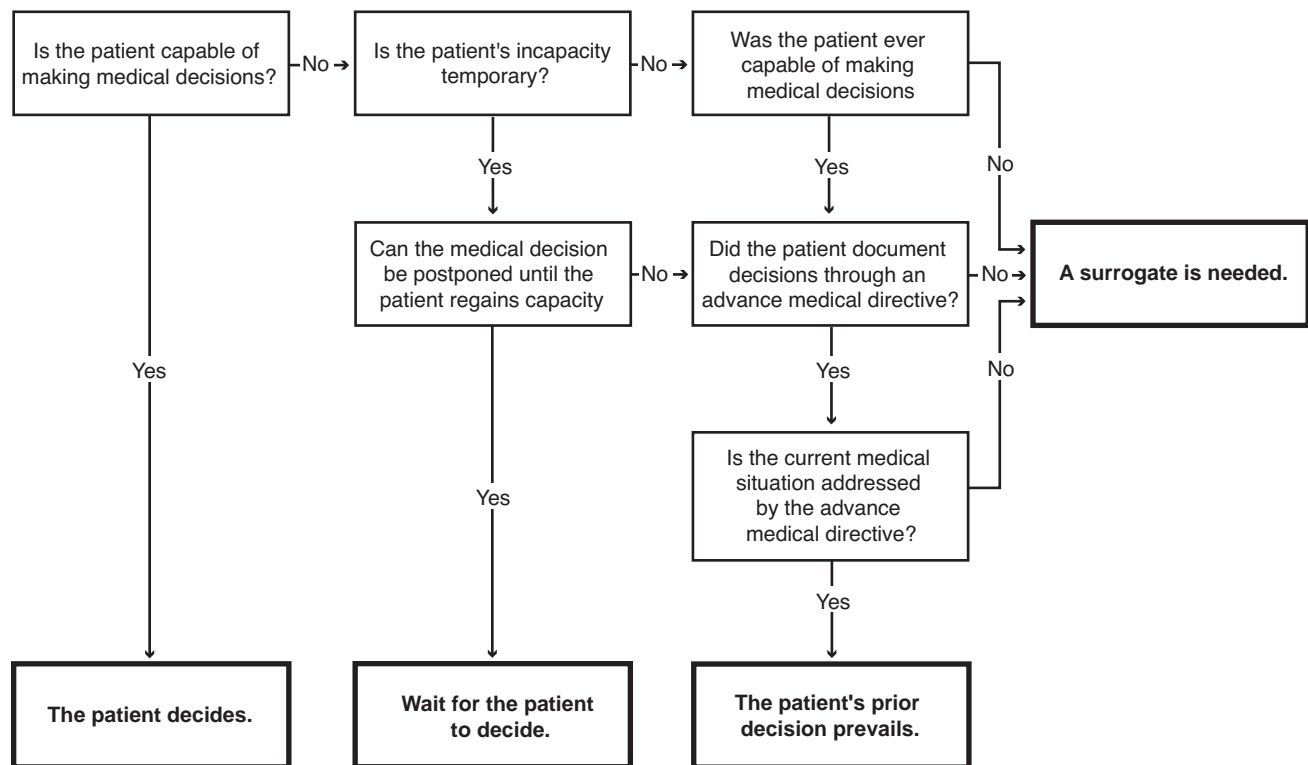 Is the patient capable of
making medical decisions?
No
Is the patient's incapacity
temporary?
No
Was the patient ever
capable of making
medical decisions
No
Yes
Yes
Yes
Can the medical decision
be postponed until the
patient regains capacity
No
Did the patient document
decisions through an
advance medical directive?
No
A surrogate is needed.
Yes
Yes
No
Is the current medical
situation addressed
by the advance
medical directive?
Yes
Yes
The patient decides.
Wait for the patient
to decide.
The patient's prior
decision prevails.